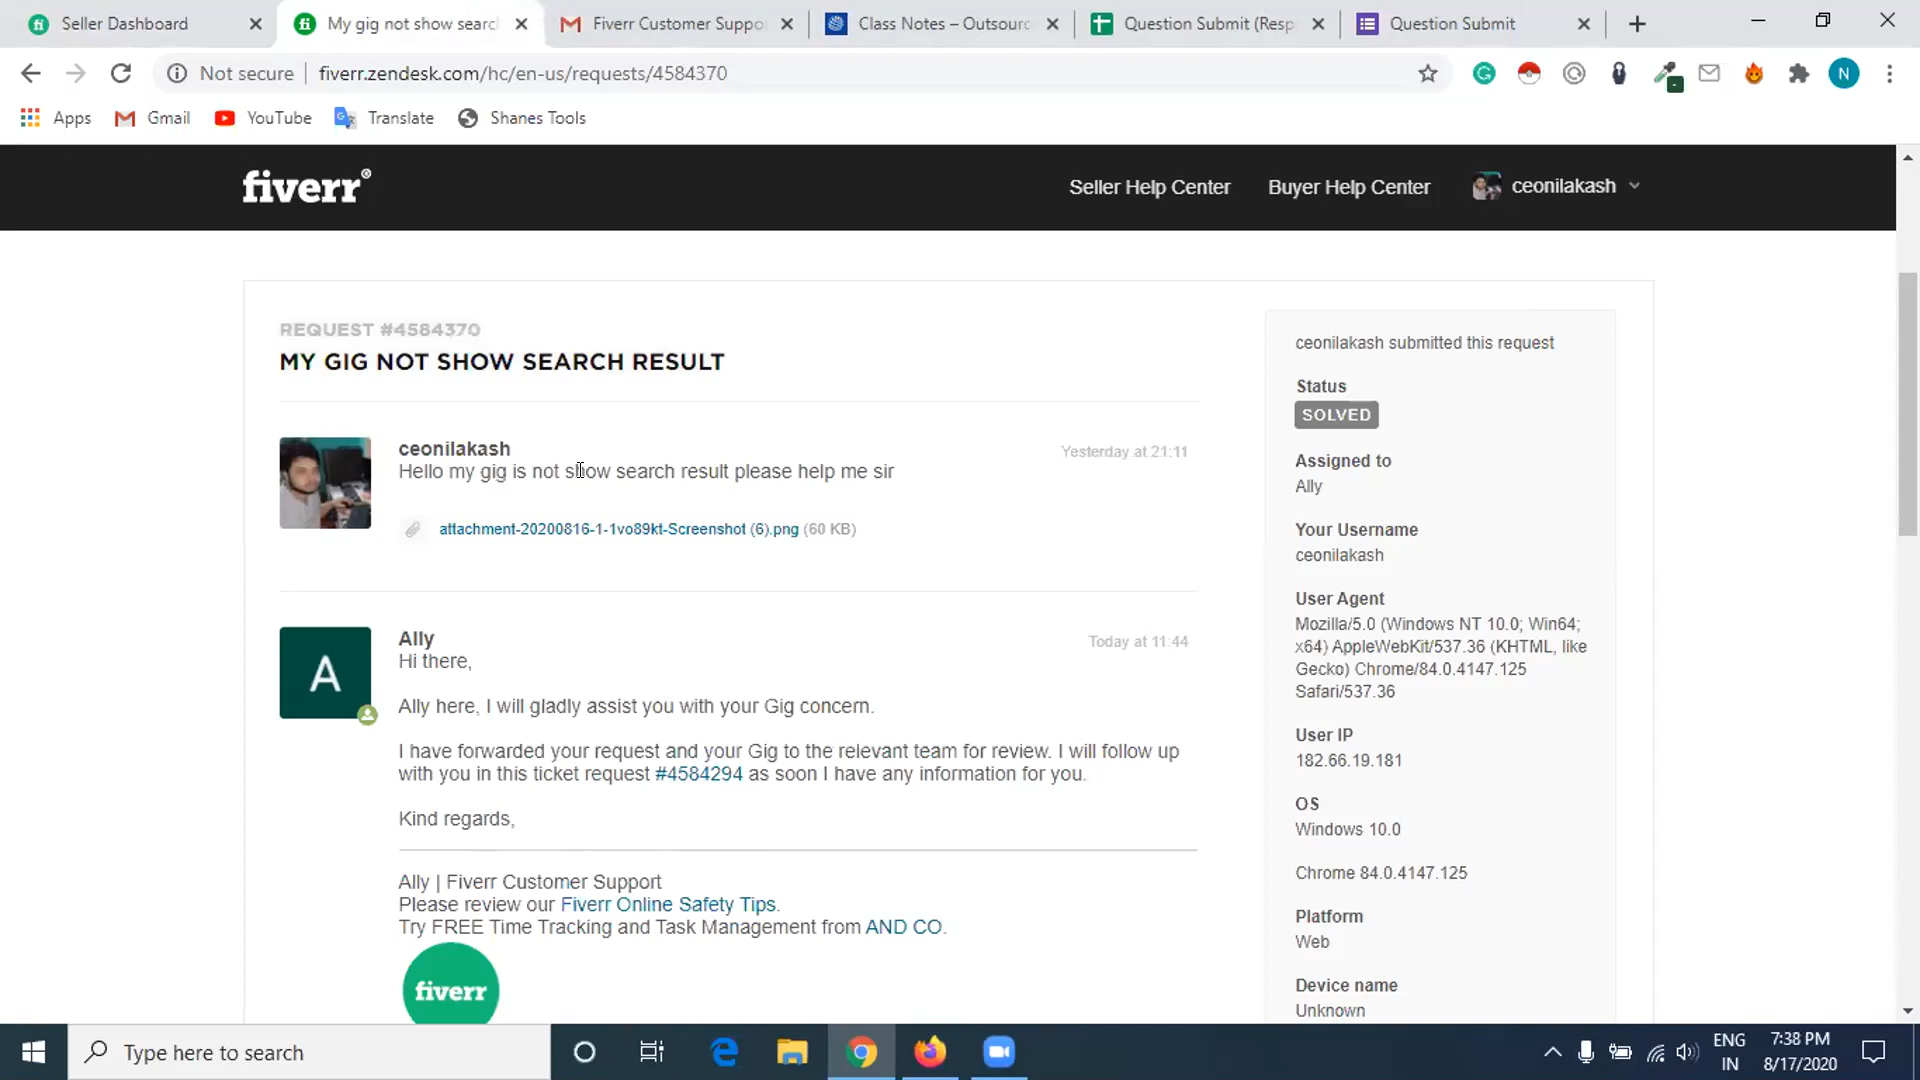 Seller Dashboard
My gig not show searc
Fiverr Customer Suppo
Class Notes – Outsourc
Question Submit (Resp
Question Submit
Not secure
fiverr.zendesk.com/hc/en-us/requests/4584370
N
Apps
Gmail
YouTube
Translate
Shanes Tools
fiverr®
Seller Help Center
Buyer Help Center
ceonilakash
REQUEST #4584370
MY GIG NOT SHOW SEARCH RESULT
ceonilakash
Yesterday at 21:11
Hello my gig is not show search result please help me sir
attachment-20200816-1-1vo89kt-Screenshot (6).png (60 KB)
A
Ally
Today at 11:44
Hi there,
Ally here, I will gladly assist you with your Gig concern.
I have forwarded your request and your Gig to the relevant team for review. I will follow up
with you in this ticket request #4584294 as soon I have any information for you.
Kind regards,
Ally | Fiverr Customer Support
Please review our Fiverr Online Safety Tips.
Try FREE Time Tracking and Task Management from AND CO.
fiverr
ceonilakash submitted this request
Status
SOLVED
Assigned to
Ally
Your Username
ceonilakash
User Agent
Mozilla/5.0 (Windows NT 10.0; Win64;
x64) AppleWebKit/537.36 (KHTML, like
Gecko) Chrome/84.0.4147.125
Safari/537.36
User IP
182.66.19.181
OS
Windows 10.0
Chrome 84.0.4147.125
Platform
Web
Device name
Unknown
Type here to search
ENG
IN
7:38 PM
8/17/2020